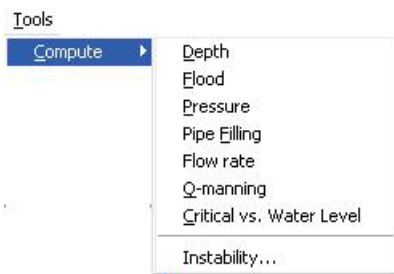 Tools
Compute
Depth
Flood
Pressure
Pipe Filling
Flow rate
Q-manning
Critical vs. Water Level
Instability...